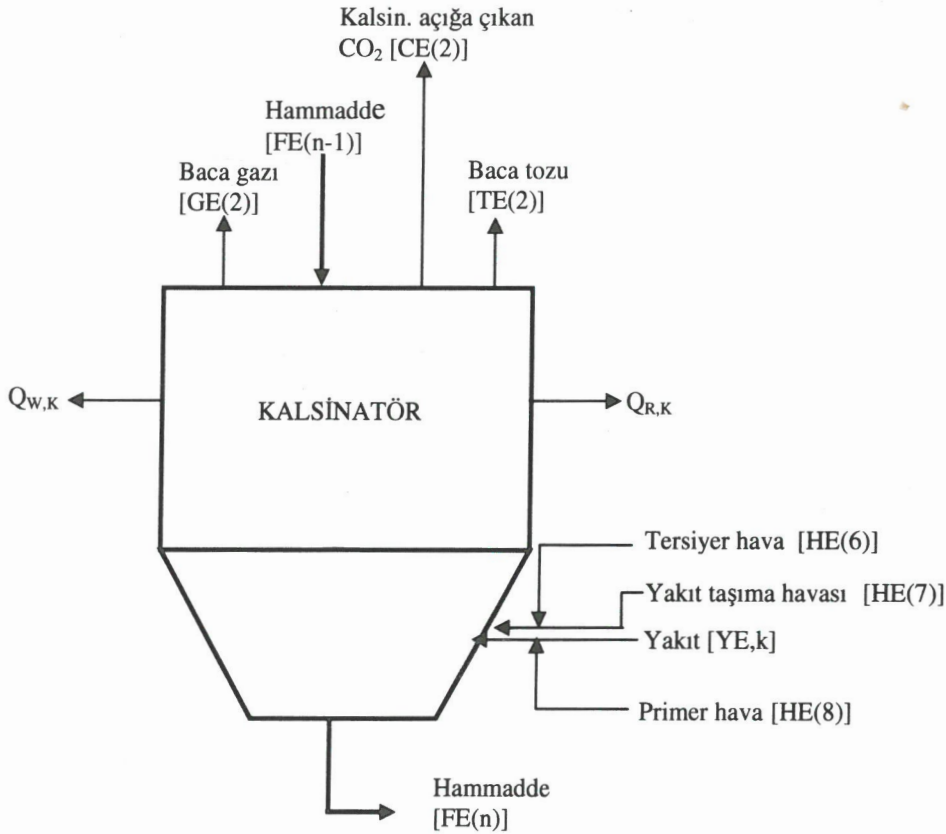 Kalsin. açığa çıkan
CO₂ [CE(2)]
Hammadde
[FE(n-1)]
Baca gazı
[GE(2)]
Baca tozu
[TE(2)]
Q_W,K
KALSİNATÖR
Q_R,K
Tersiyer hava [HE(6)]
Yakıt taşıma havası [HE(7)]
Yakıt [YE,k]
Primer hava [HE(8)]
Hammadde
[FE(n)]